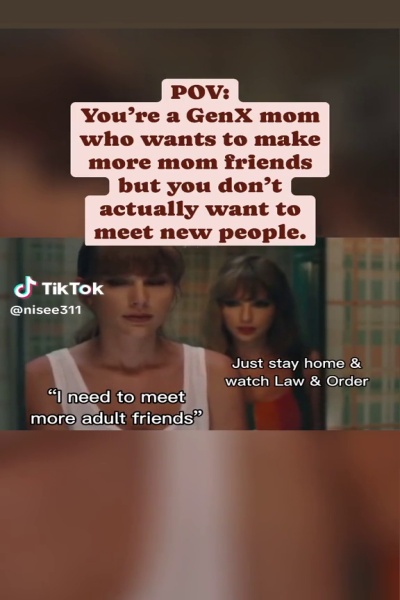 POV:
You're a GenX mom
who wants to make
more mom friends
but you don't
actually want to
meet new people.
TikTok
@nisee311
Just stay home &
watch Law & Order
"I need to meet
more adult friends"